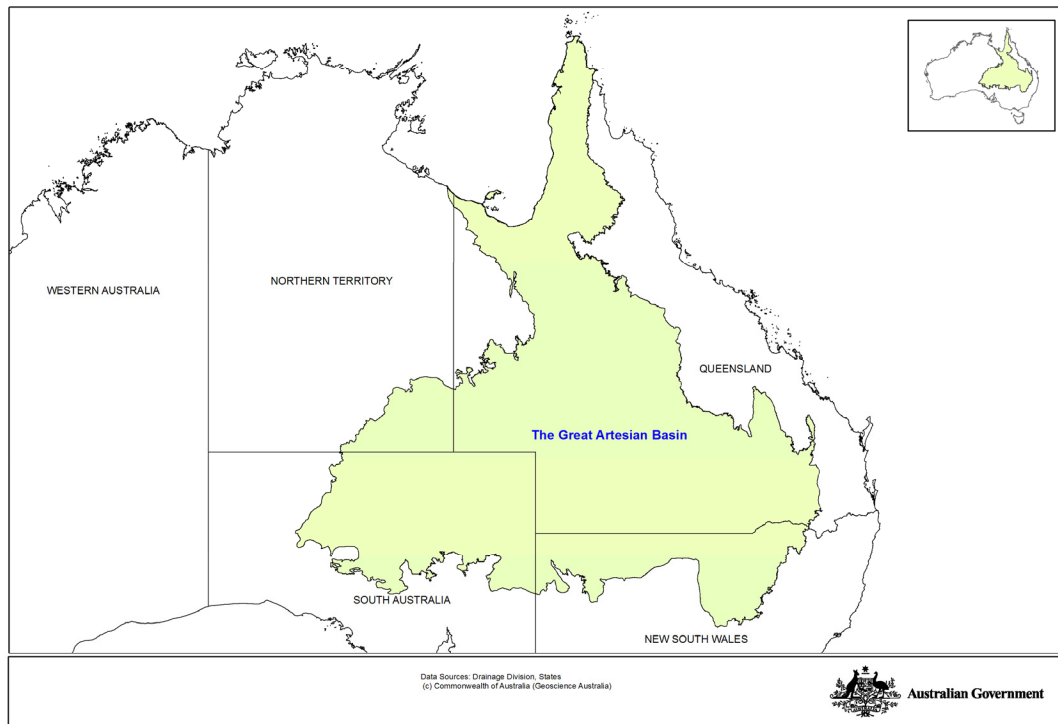 WESTERN AUSTRALIA
NORTHERN TERRITORY
QUEENSLAND
The Great Artesian Basin
SOUTH AUSTRALIA
NEW SOUTH WALES
Data Sources: Drainage Division, States
(c) Commonwealth of Australia (Geoscience Australia)
Australian Government